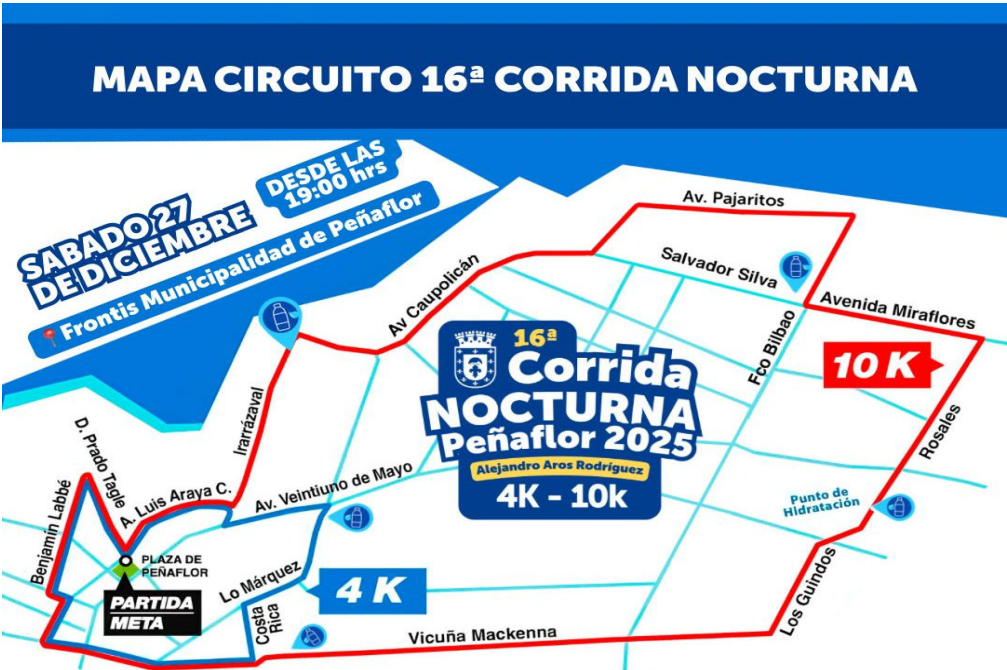 MAPA CIRCUITO 16ª CORRIDA NOCTURNA
SABADO 27
DE DICIEMBRE
DESDE LAS
19:00 hrs
Frontis Municipalidad de Peñaflor
Av. Pajaritos
Salvador Silva
Avenida Miraflores
Av Caupolicán
Fco Bilbao
10 K
16ª
Corrida
NOCTURNA
Peñaflor 2025
Alejandro Aros Rodríguez
4K - 10k
Irarrázaval
Rosales
D. Prado Tagle
A. Luis Araya C.
Av. Veintiuno de Mayo
Benjamín Labbé
Punto de
Hidratación
PLAZA DE
PEÑAFLOR
PARTIDA
META
Lo Márquez
4 K
Costa
Rica
Los Guindos
Vicuña Mackenna